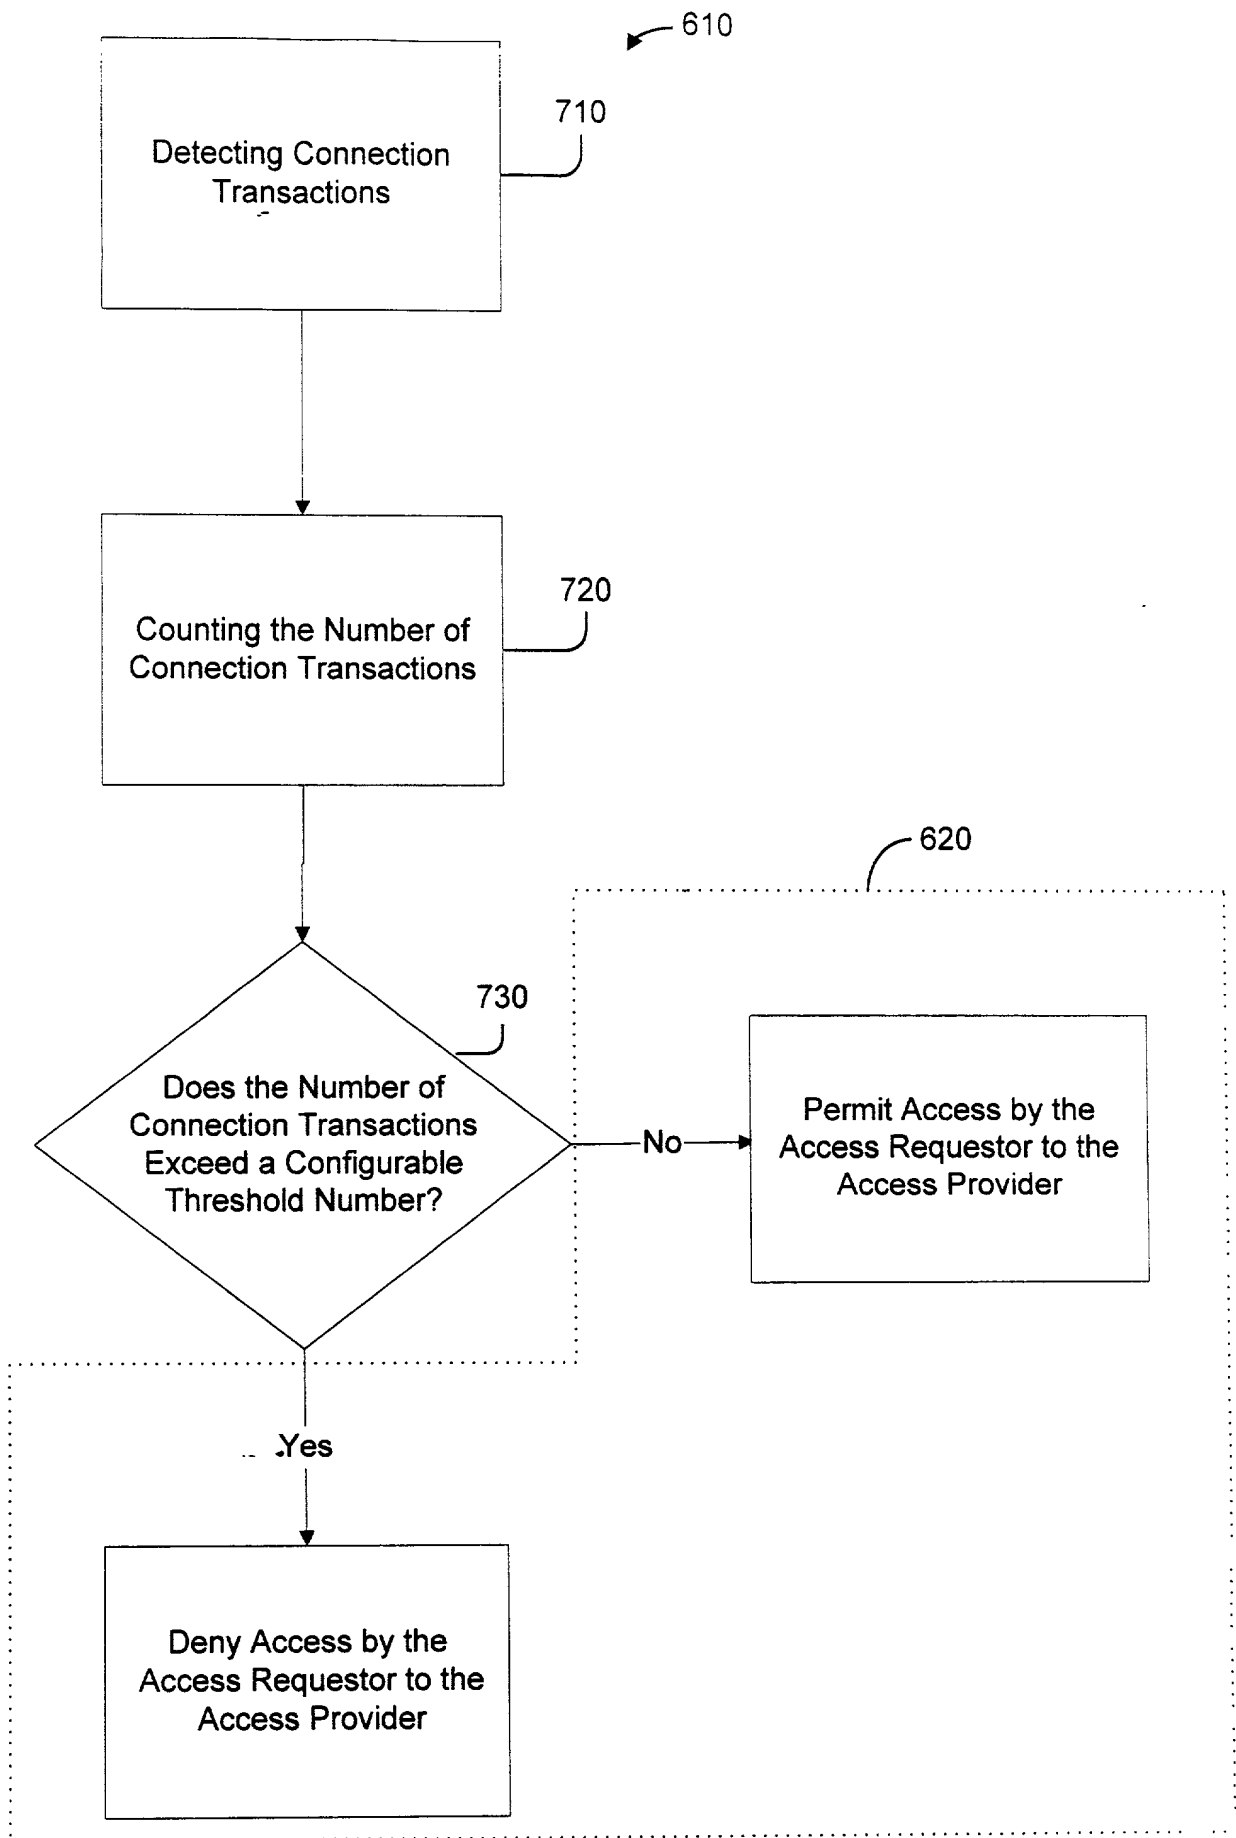 610
710
Detecting Connection
Transactions
720
Counting the Number of
Connection Transactions
620
730
Does the Number of
Connection Transactions
Exceed a Configurable
Threshold Number?
No
Permit Access by the
Access Requestor to the
Access Provider
Yes
Deny Access by the
Access Requestor to the
Access Provider